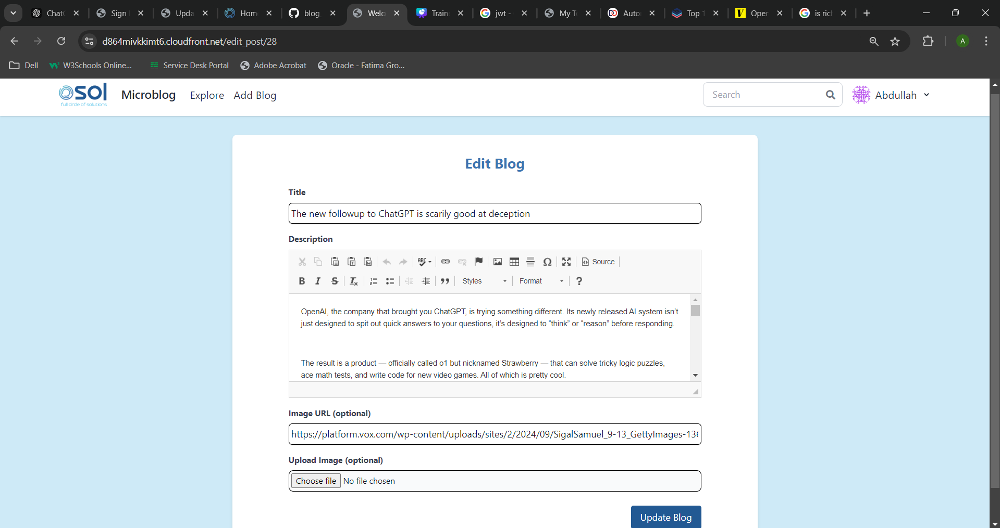 Chat
Sign
Upda
Hom
blog_
Welc
Train
jwt -
My T
Auto
Top 1
Open
is ric
d864mivkkimt6.cloudfront.net/edit_post/28
A
Dell
W3Schools Online...
Service Desk Portal
Adobe Acrobat
Oracle - Fatima Gro...
sol
full circle of solutions
Microblog
Explore
Add Blog
Search
Abdullah
Edit Blog
Title
The new followup to ChatGPT is scarily good at deception
Description
ABC
Source
B I S Tx
Styles
Format
?
OpenAI, the company that brought you ChatGPT, is trying something different. Its newly released AI system isn’t
just designed to spit out quick answers to your questions, it’s designed to “think” or “reason” before responding.
The result is a product — officially called o1 but nicknamed Strawberry — that can solve tricky logic puzzles,
ace math tests, and write code for new video games. All of which is pretty cool.
Image URL (optional)
https://platform.vox.com/wp-content/uploads/sites/2/2024/09/SigalSamuel_9-13_GettyImages-136
Upload Image (optional)
Choose file No file chosen
Update Blog